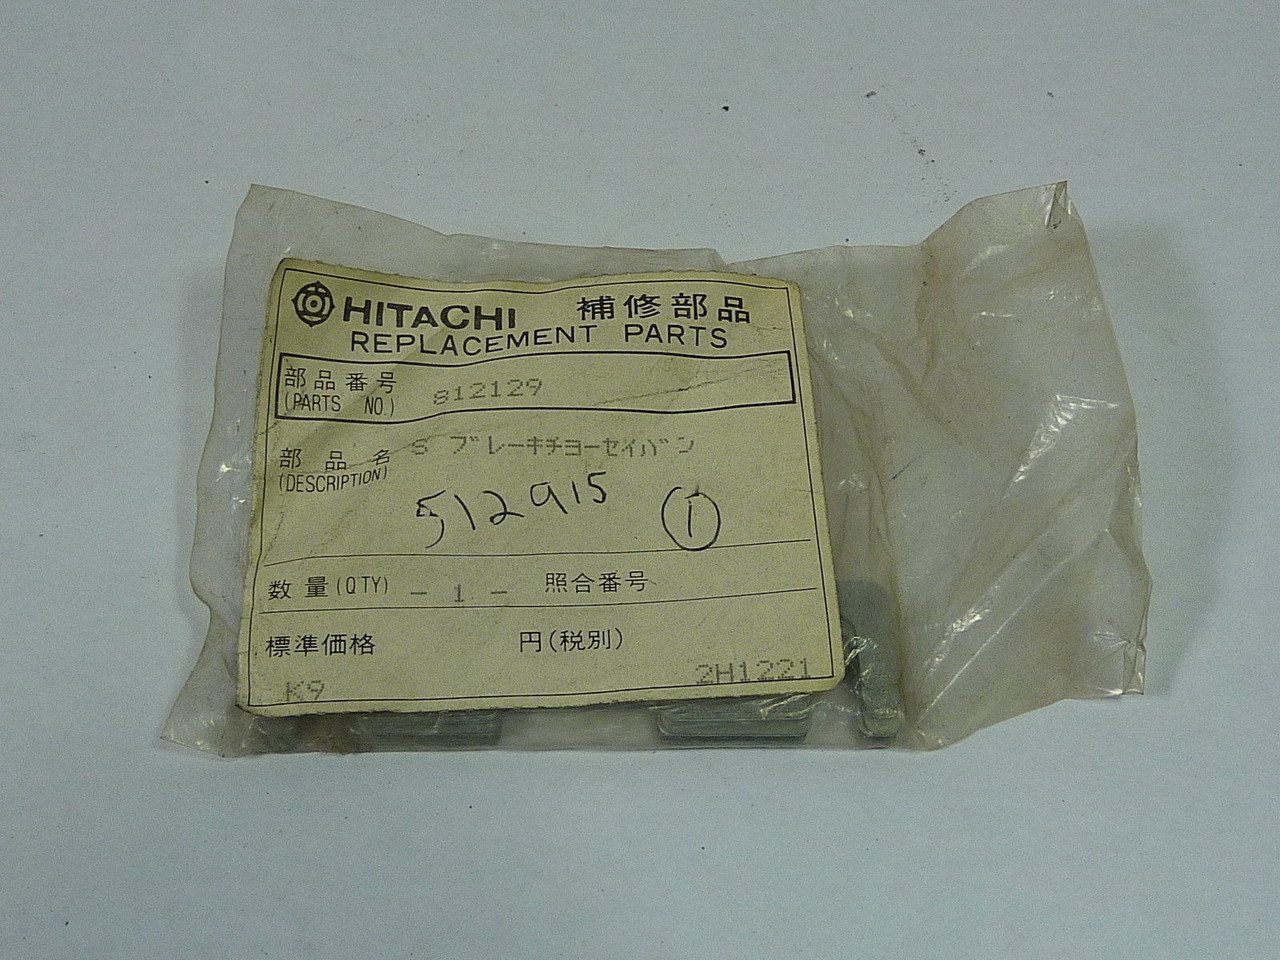 HITACHI 補修部品
REPLACEMENT PARTS
部品番号
(PARTS NO.) 812129
部品名 S ブレーキチヨーセイバン
(DESCRIPTION)
512915 ①
数量(QTY) - 1 - 照合番号
標準価格 円(税別)
K9 2H1221